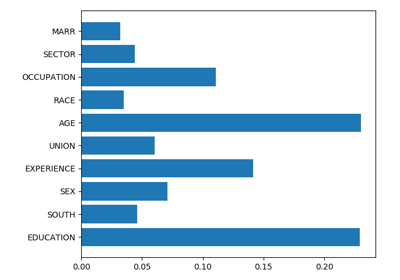 MARR
SECTOR
OCCUPATION
RACE
AGE
UNION
EXPERIENCE
SEX
SOUTH
EDUCATION
0.00 0.05 0.10 0.15 0.20